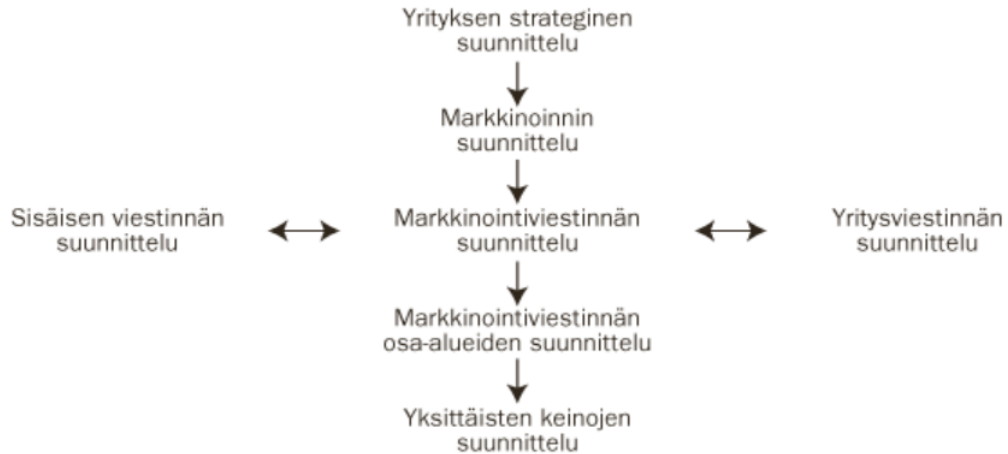 Yrityksen strateginen
suunnittelu
Markkinoinnin
suunnittelu
Sisäisen viestinnän
suunnittelu
Markkinointiviestinnän
suunnittelu
Yritysviestinnän
suunnittelu
Markkinointiviestinnän
osa-alueiden suunnittelu
Yksittäisten keinojen
suunnittelu